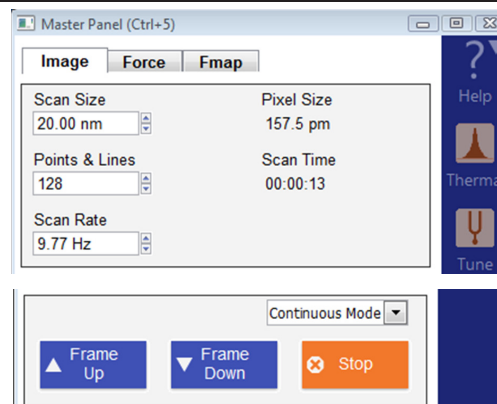 Master Panel (Ctrl+5)
Image Force Fmap
Help
Scan Size Pixel Size
20.00 nm 157.5 pm
Points & Lines Scan Time
128 00:00:13
Scan Rate
9.77 Hz
Therma
Tune
Continuous Mode
Frame Up
Frame Down
Stop